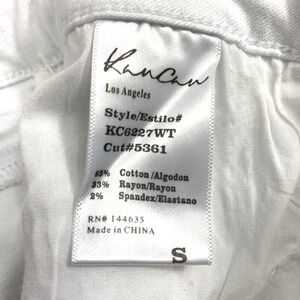 KanCan
Los Angeles
Style/Estilo#
KC6227WT
Cut#5361
65% Cotton/Algodon
33% Rayon/Rayon
2% Spandex/Elastano
RN# 144635
Made in CHINA
S